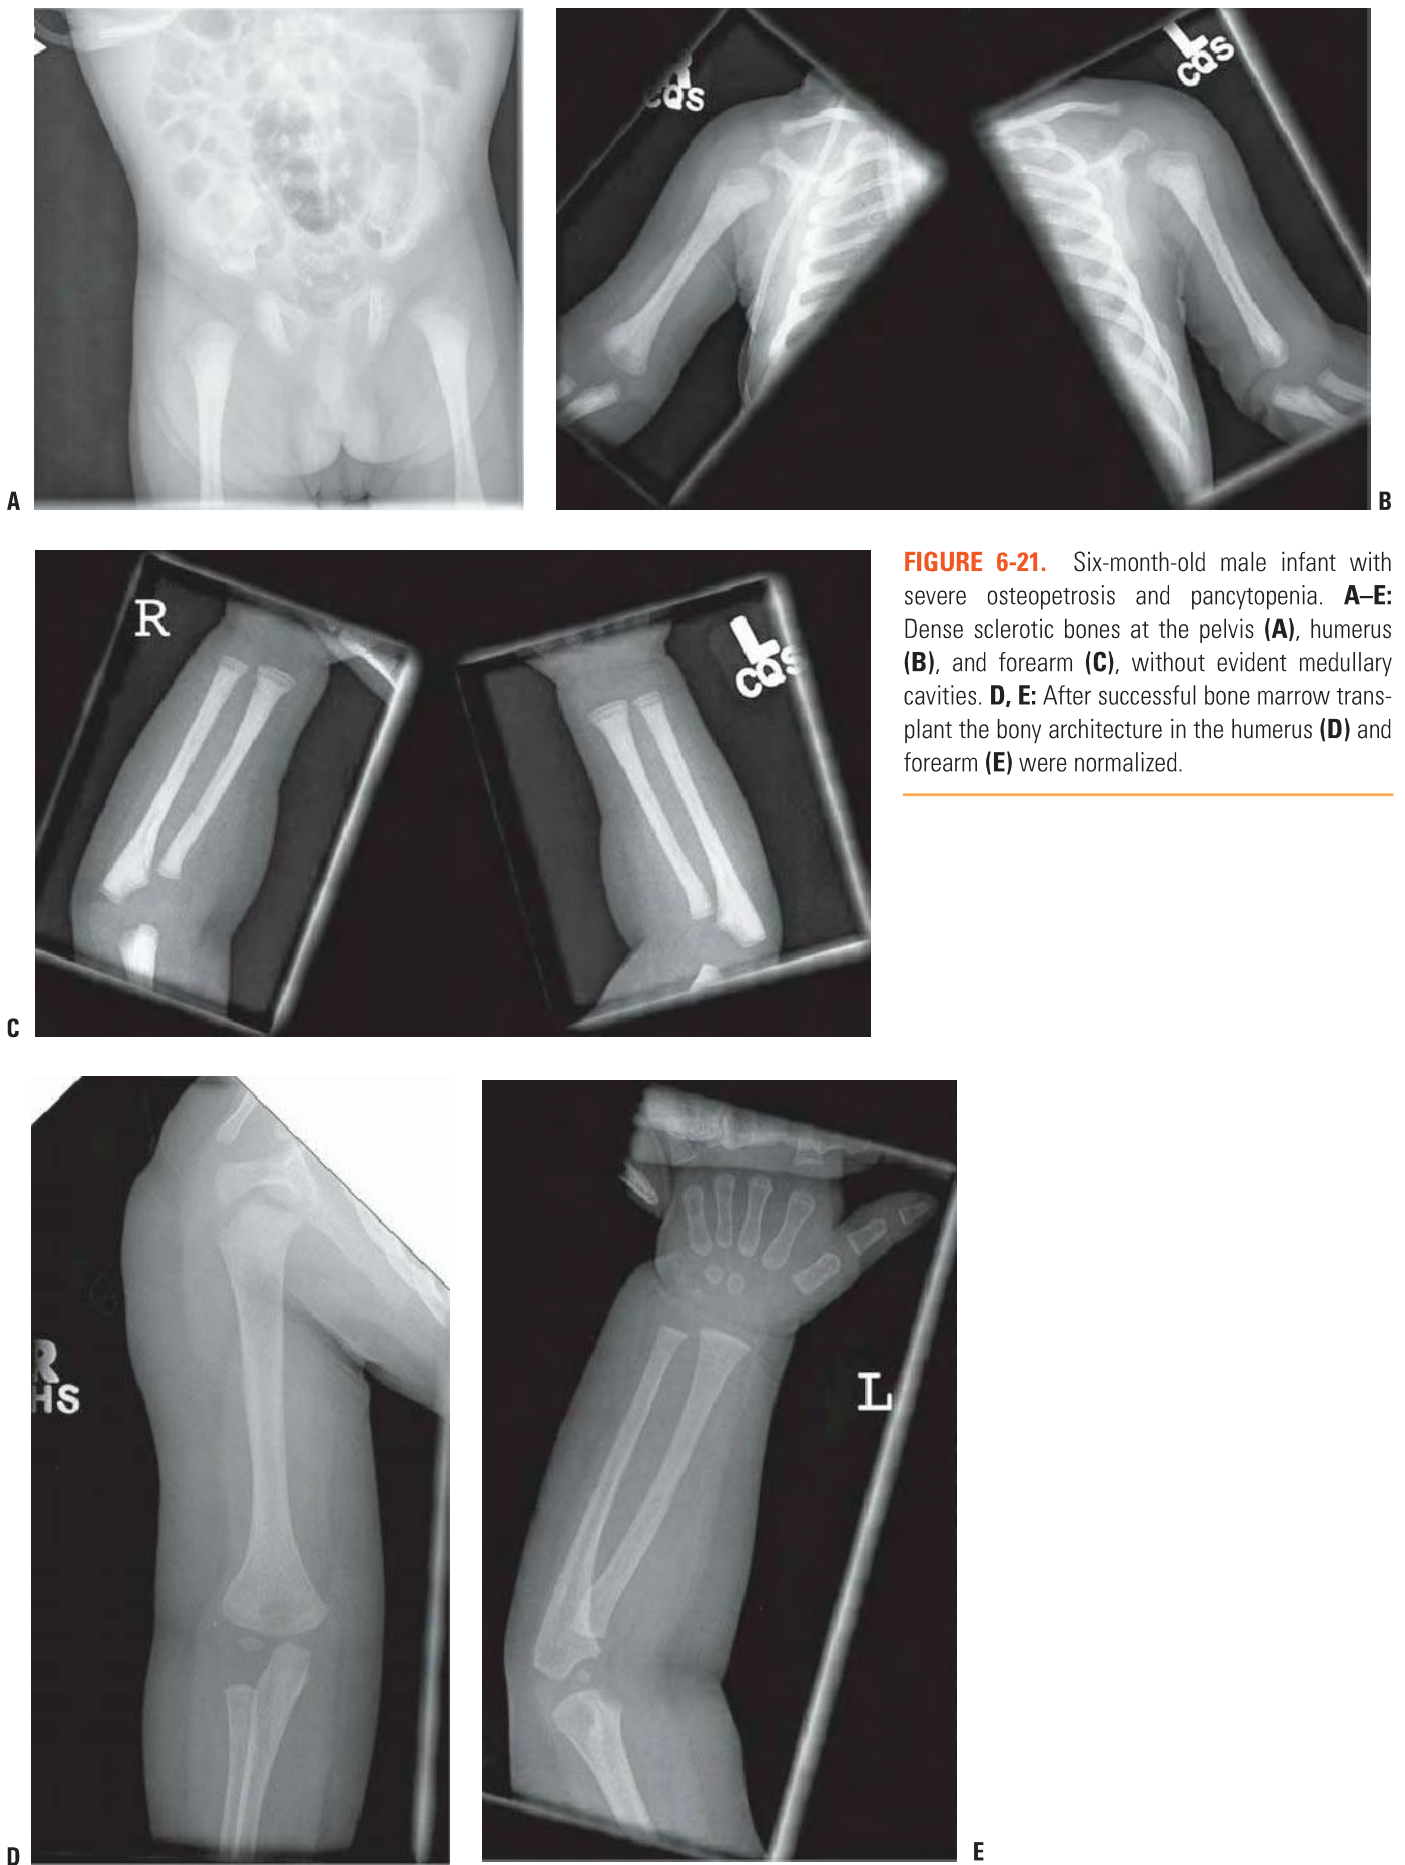 CQS
L
CQS
A
B
FIGURE 6-21. Six-month-old male infant with
severe osteopetrosis and pancytopenia. A–E:
Dense sclerotic bones at the pelvis (A), humerus
(B), and forearm (C), without evident medullary
cavities. D, E: After successful bone marrow trans-
plant the bony architecture in the humerus (D) and
forearm (E) were normalized.
R
L
CQS
C
R
HS
L
D
E